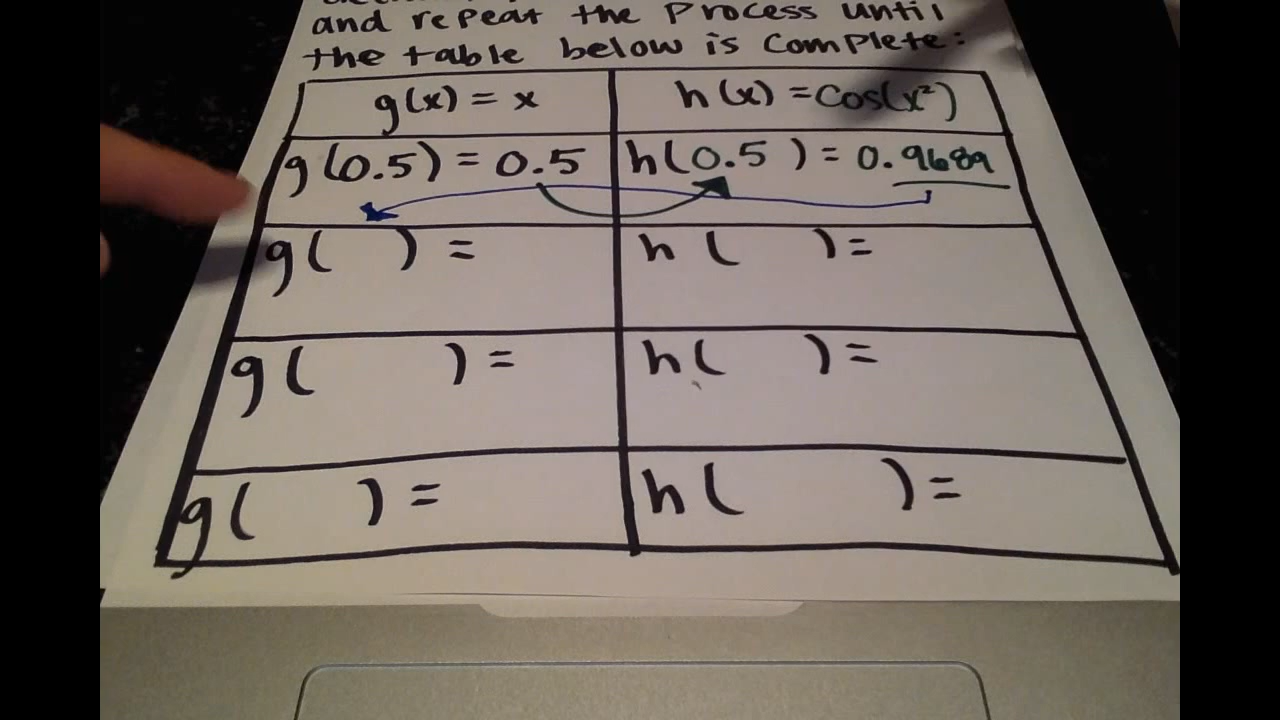 and repeat the process until
the table below is complete:
g(x) = x h(x) = cos(x²)
g(0.5) = 0.5 h(0.5 ) = 0.9689
g( ) = h( ) =
g( ) = h( ) =
g( ) = h( ) =